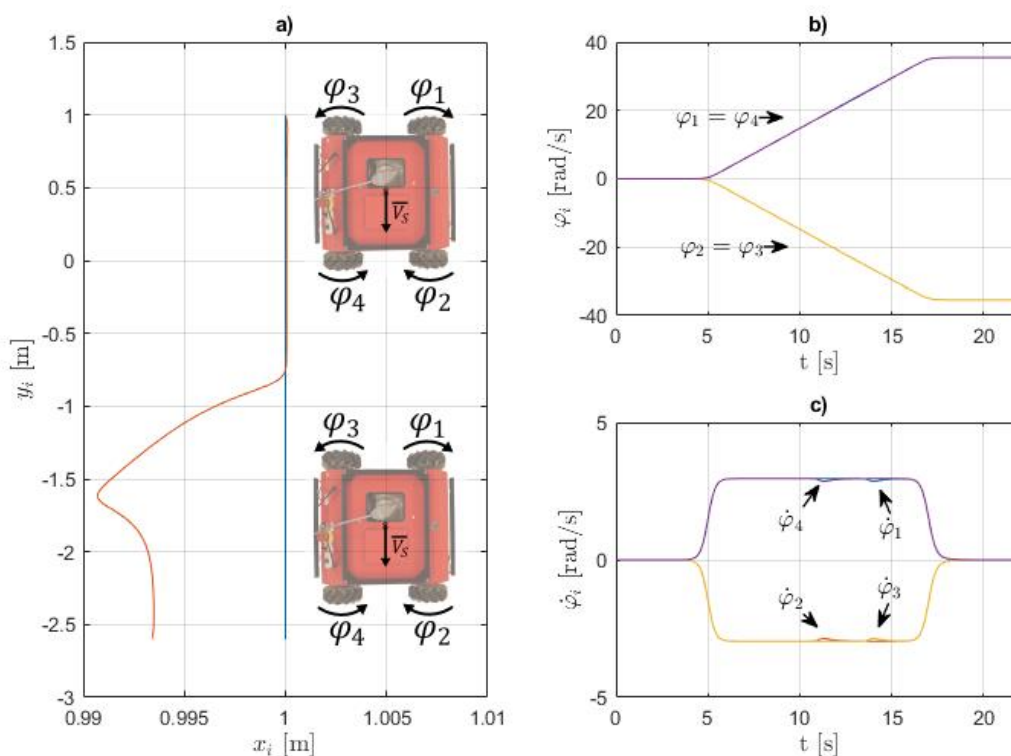 a)
1.5
1
0.5
0
-0.5
-1
-1.5
-2
-2.5
-3
0.99
0.995
1
1.005
1.01
y_i [m]
x_i [m]
φ3 φ1
V_S
φ4 φ2
φ3 φ1
V_S
φ4 φ2
b)
40
20
0
-20
-40
0
5
10
15
20
φ_i [rad/s]
t [s]
φ1 = φ4
φ2 = φ3
c)
5
0
-5
0
5
10
15
20
φ̇_i [rad/s]
t [s]
φ̇4
φ̇1
φ̇2
φ̇3